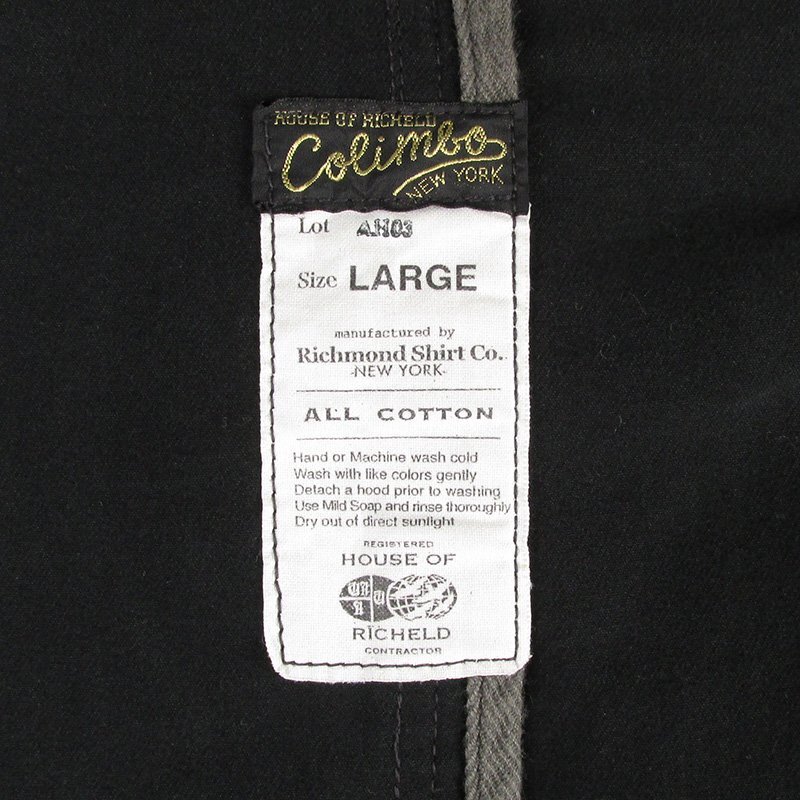 HOUSE OF RICHELD
Colimbo
NEW YORK
Lot AH03
Size LARGE
manufactured by
Richmond Shirt Co.
-NEW YORK-
ALL COTTON
Hand or Machine wash cold
Wash with like colors gently
Detach a hood prior to washing
Use Mild Soap and rinse thoroughly
Dry out of direct sunlight
REGISTERED
HOUSE OF
RICHELD
CONTRACTOR